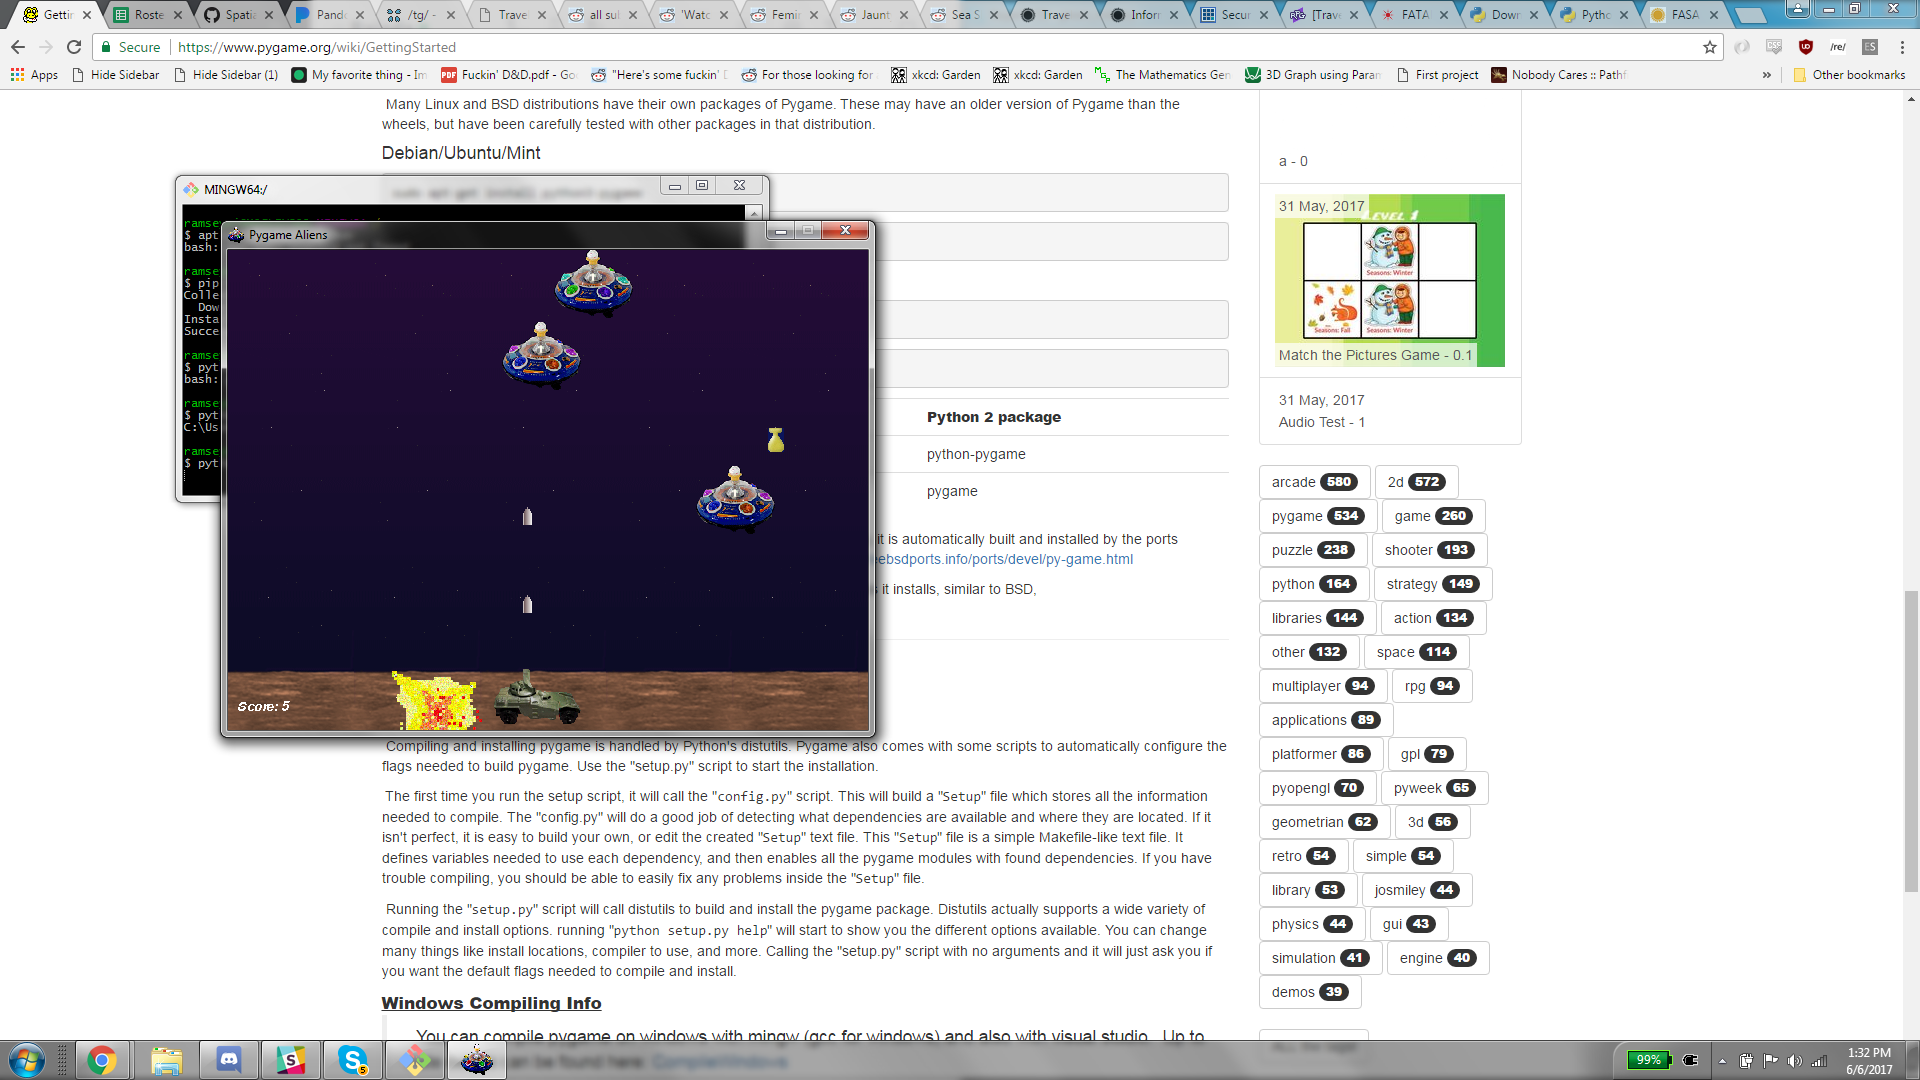 Gettin
Roste
Spatia
Pando
/tg/ -
Trave
all sul
'Watc
Femin
Jaunt
Sea S
Trave
Inforr
Secur
[Trave
FATA
Down
Pytho
FASA
Secure
https://www.pygame.org/wiki/GettingStarted
Apps
Hide Sidebar
Hide Sidebar (1)
My favorite thing - Im
Fuckin' D&D.pdf - Go
"Here's some fuckin' D
For those looking for
xkcd: Garden
xkcd: Garden
The Mathematics Gen
3D Graph using Paran
First project
Nobody Cares :: Pathf
»
Other bookmarks
Many Linux and BSD distributions have their own packages of Pygame. These may have an older version of Pygame than the
wheels, but have been carefully tested with other packages in that distribution.
Debian/Ubuntu/Mint
sudo apt-get install python3-pygame
MINGW64:/
ramse
$ apt
bash:
ramse
$ pip
Colle
Dow
Insta
Succe
ramse
$ pyt
bash:
ramse
$ pyt
C:\Us
ramse
$ pyt
Pygame Aliens
Score: 5
Python 2 package
python-pygame
pygame
it is automatically built and installed by the ports
eebsdports.info/ports/devel/py-game.html
s it installs, similar to BSD,
Compiling and installing pygame is handled by Python's distutils. Pygame also comes with some scripts to automatically configure the
flags needed to build pygame. Use the "setup.py" script to start the installation.
The first time you run the setup script, it will call the "config.py" script. This will build a "Setup" file which stores all the information
needed to compile. The "config.py" will do a good job of detecting what dependencies are available and where they are located. If it
isn't perfect, it is easy to build your own, or edit the created "Setup" text file. This "Setup" file is a simple Makefile-like text file. It
defines variables needed to use each dependency, and then enables all the pygame modules with found dependencies. If you have
trouble compiling, you should be able to easily fix any problems inside the "Setup" file.
Running the "setup.py" script will call distutils to build and install the pygame package. Distutils actually supports a wide variety of
compile and install options. running "python setup.py help" will start to show you the different options available. You can change
many things like install locations, compiler to use, and more. Calling the "setup.py" script with no arguments and it will just ask you if
you want the default flags needed to compile and install.
Windows Compiling Info
You can compile pygame on windows with mingw (gcc for windows) and also with visual studio. Up to
an be found here:
a - 0
31 May, 2017
LEVEL 1
Seasons: Winter
Seasons: Fall
Seasons: Winter
Match the Pictures Game - 0.1
31 May, 2017
Audio Test - 1
arcade 580 2d 572
pygame 534 game 260
puzzle 238 shooter 193
python 164 strategy 149
libraries 144 action 134
other 132 space 114
multiplayer 94 rpg 94
applications 89
platformer 86 gpl 79
pyopengl 70 pyweek 65
geometrian 62 3d 56
retro 54 simple 54
library 53 josmiley 44
physics 44 gui 43
simulation 41 engine 40
demos 39
99%
1:32 PM
6/6/2017